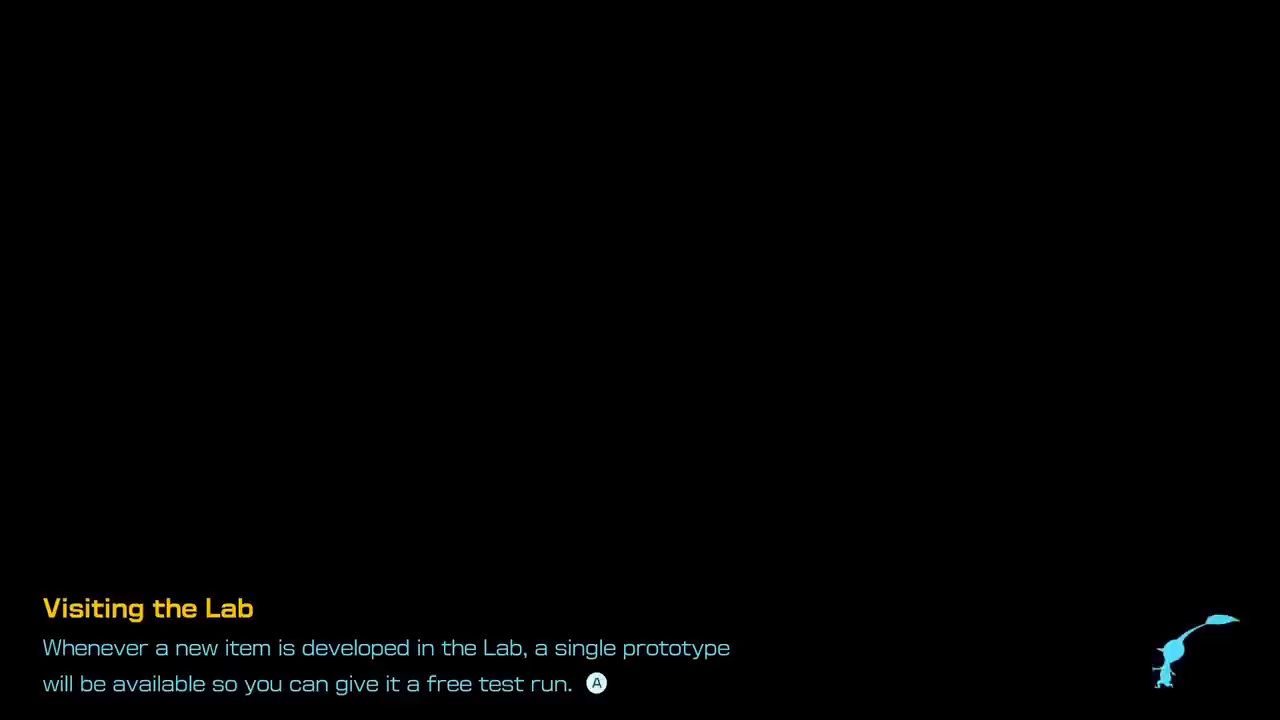 Visiting the Lab
Whenever a new item is developed in the Lab, a single prototype
will be available so you can give it a free test run. A